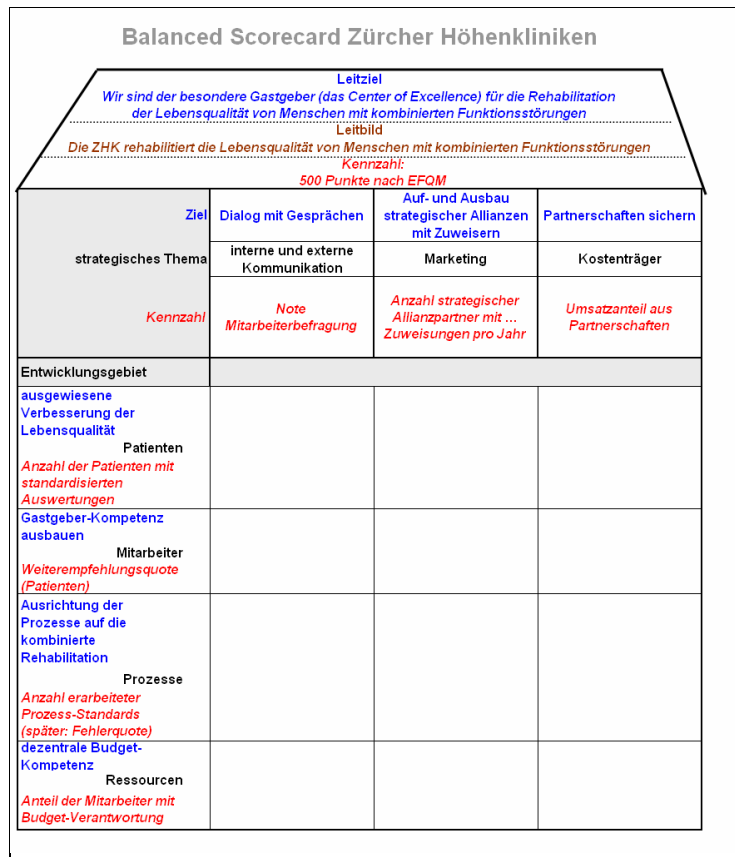 Balanced Scorecard Zürcher Höhenkliniken
Leitziel
Wir sind der besondere Gastgeber (das Center of Excellence) für die Rehabilitation
der Lebensqualität von Menschen mit kombinierten Funktionsstörungen
Leitbild
Die ZHK rehabilitiert die Lebensqualität von Menschen mit kombinierten Funktionsstörungen
Kennzahl:
500 Punkte nach EFQM
Ziel
Dialog mit Gesprächen
Auf- und Ausbau
strategischer Allianzen
mit Zuweisern
Partnerschaften sichern
strategisches Thema
interne und externe
Kommunikation
Marketing
Kostenträger
Kennzahl
Note
Mitarbeiterbefragung
Anzahl strategischer
Allianzpartner mit ...
Zuweisungen pro Jahr
Umsatzanteil aus
Partnerschaften
Entwicklungsgebiet
ausgewiesene
Verbesserung der
Lebensqualität
Patienten
Anzahl der Patienten mit
standardisierten
Auswertungen
Gastgeber-Kompetenz
ausbauen
Mitarbeiter
Weiterempfehlungsquote
(Patienten)
Ausrichtung der
Prozesse auf die
kombinierte
Rehabilitation
Prozesse
Anzahl erarbeiteter
Prozess-Standards
(später: Fehlerquote)
dezentrale Budget-
Kompetenz
Ressourcen
Anteil der Mitarbeiter mit
Budget-Verantwortung